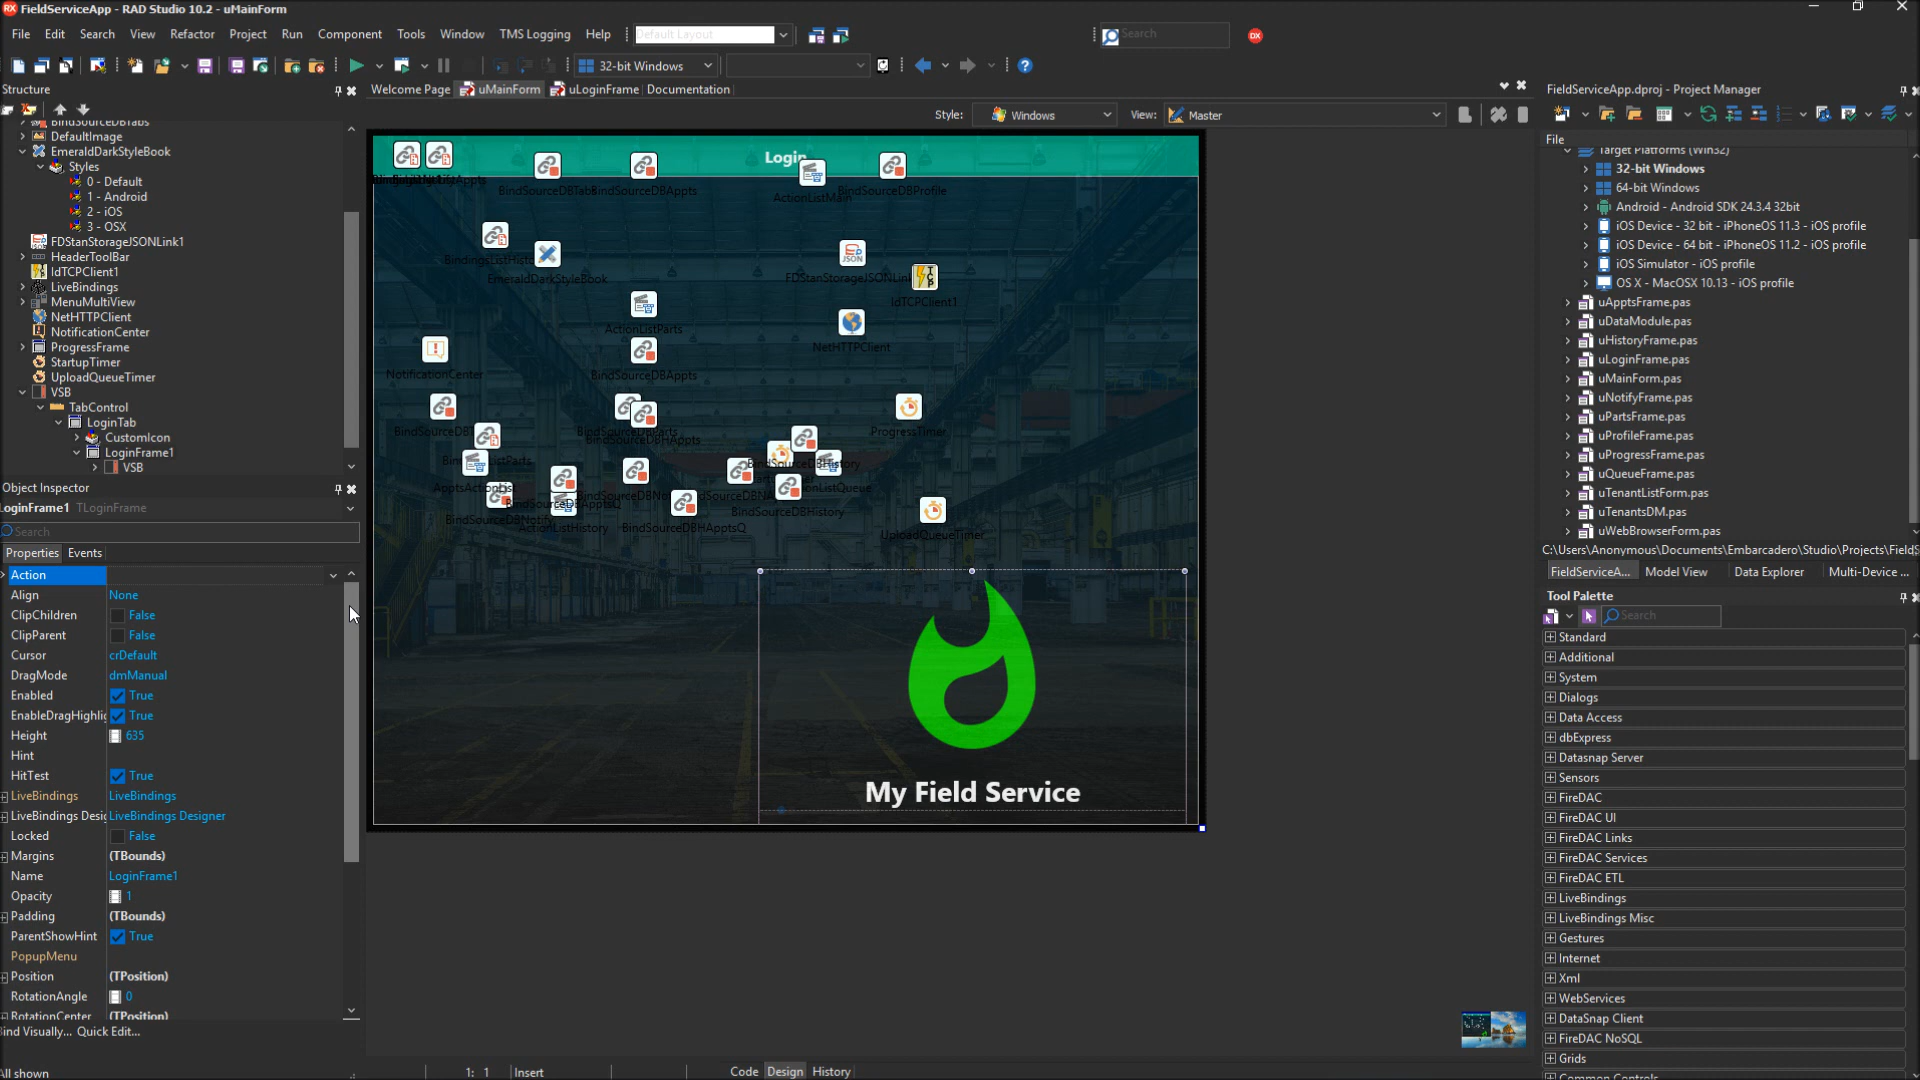 FieldServiceApp - RAD Studio 10.2 - uMainForm
File Edit Search View Refactor Project Run Component Tools Window TMS Logging Help Default Layout Search
32-bit Windows
Structure
DefaultImage
EmeraldDarkStyleBook
Styles
0 - Default
1 - Android
2 - iOS
3 - OSX
FDStanStorageJSONLink1
HeaderToolBar
IdTCPClient1
LiveBindings
MenuMultiView
NetHTTPClient
NotificationCenter
ProgressFrame
StartupTimer
UploadQueueTimer
VSB
TabControl
LoginTab
CustomIcon
LoginFrame1
VSB
Object Inspector
LoginFrame1 TLoginFrame
Search
Properties Events
Action
Align None
ClipChildren False
ClipParent False
Cursor crDefault
DragMode dmManual
Enabled True
EnableDragHighlig True
Height 635
Hint
HitTest True
LiveBindings LiveBindings
LiveBindings Desig LiveBindings Designer
Locked False
Margins (TBounds)
Name LoginFrame1
Opacity 1
Padding (TBounds)
ParentShowHint True
PopupMenu
Position (TPosition)
RotationAngle 0
RotationCenter (TPosition)
ind Visually... Quick Edit...
All shown
Welcome Page uMainForm uLoginFrame Documentation
Style: Windows View: Master
Login
BindSourceDBTabs
BindSourceDBAppts
ActionListMain
BindSourceDBProfile
BindingsListHisto
EmeraldDarkStyleBook
FDStanStorageJSONLink
IdTCPClient1
ActionListParts
NetHTTPClient
NotificationCenter
BindSourceDBAppts
BindSourceDBHAppts
ProgressTimer
BindSourceDBHistory
BindSourceDBNotify
ActionListHistory
BindSourceDBHApptsQ
BindSourceDBHistory
UploadQueueTimer
My Field Service
1: 1 Insert Code Design History
FieldServiceApp.dproj - Project Manager
File
Target Platforms (Win32)
32-bit Windows
64-bit Windows
Android - Android SDK 24.3.4 32bit
iOS Device - 32 bit - iPhoneOS 11.3 - iOS profile
iOS Device - 64 bit - iPhoneOS 11.2 - iOS profile
iOS Simulator - iOS profile
OS X - MacOSX 10.13 - iOS profile
uApptsFrame.pas
uDataModule.pas
uHistoryFrame.pas
uLoginFrame.pas
uMainForm.pas
uNotifyFrame.pas
uPartsFrame.pas
uProfileFrame.pas
uProgressFrame.pas
uQueueFrame.pas
uTenantListForm.pas
uTenantsDM.pas
uWebBrowserForm.pas
C:\Users\Anonymous\Documents\Embarcadero\Studio\Projects\FieldS
FieldServiceA... Model View Data Explorer Multi-Device ...
Tool Palette
Search
Standard
Additional
System
Dialogs
Data Access
dbExpress
Datasnap Server
Sensors
FireDAC
FireDAC UI
FireDAC Links
FireDAC Services
FireDAC ETL
LiveBindings
LiveBindings Misc
Gestures
Internet
Xml
WebServices
DataSnap Client
FireDAC NoSQL
Grids
Common Controls